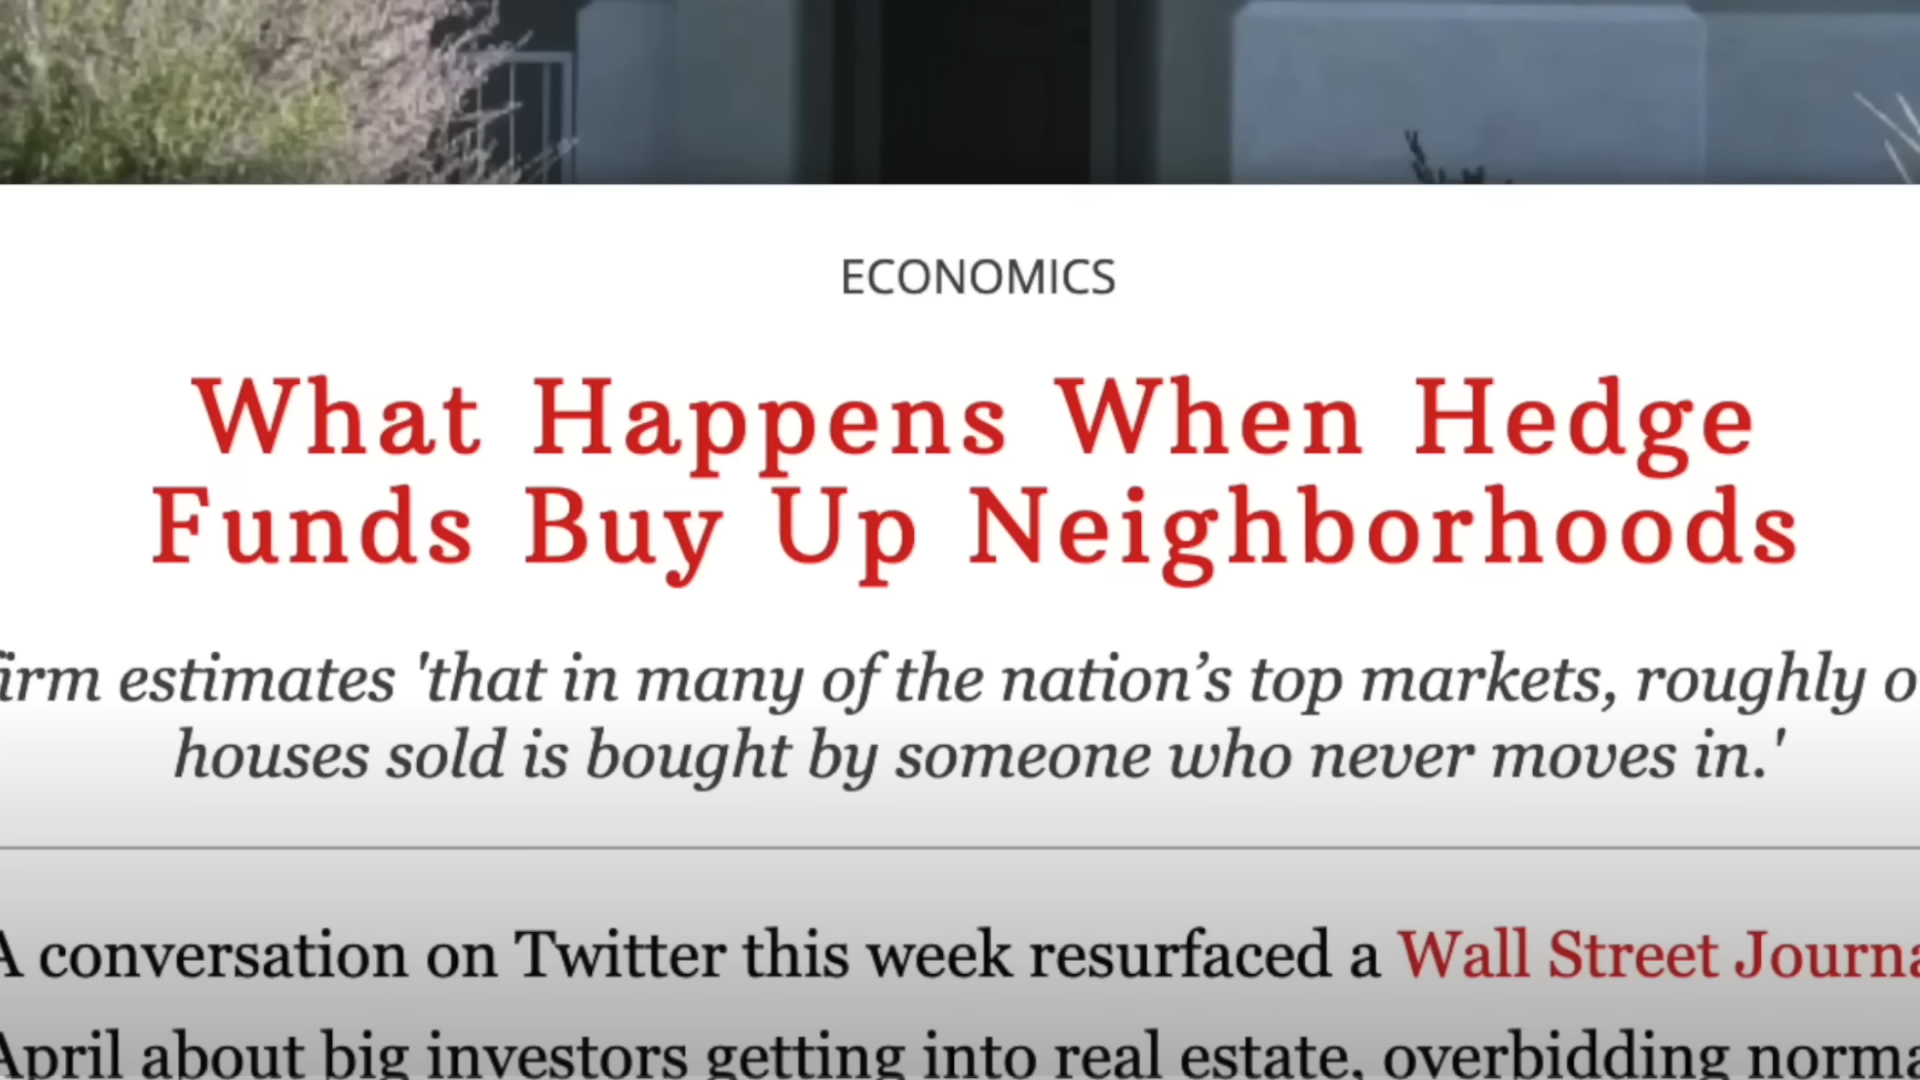 ECONOMICS
What Happens When Hedge
Funds Buy Up Neighborhoods
estimates 'that in many of the nation’s top markets, roughly
houses sold is bought by someone who never moves in.'
A conversation on Twitter this week resurfaced a Wall Street
April about big investors getting into real estate, overbidding